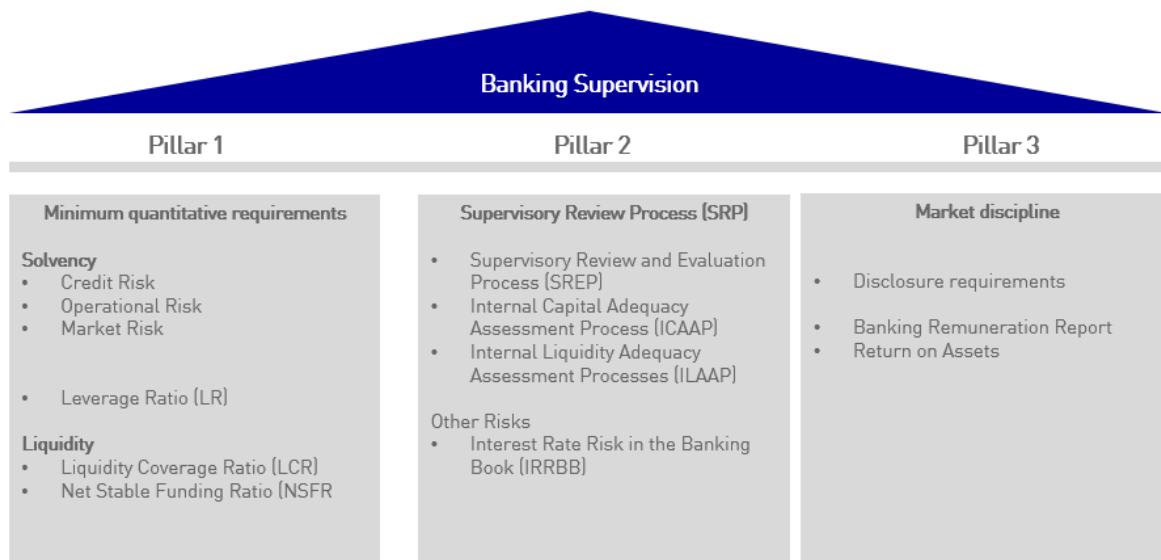 Banking Supervision
Pillar 1
Pillar 2
Pillar 3
Minimum quantitative requirements
Solvency
• Credit Risk
• Operational Risk
• Market Risk
• Leverage Ratio (LR)
Liquidity
• Liquidity Coverage Ratio (LCR)
• Net Stable Funding Ratio (NSFR
Supervisory Review Process (SRP)
• Supervisory Review and Evaluation
Process (SREP)
• Internal Capital Adequacy
Assessment Process (ICAAP)
• Internal Liquidity Adequacy
Assessment Processes (ILAAP)
Other Risks
• Interest Rate Risk in the Banking
Book (IRRBB)
Market discipline
• Disclosure requirements
• Banking Remuneration Report
• Return on Assets